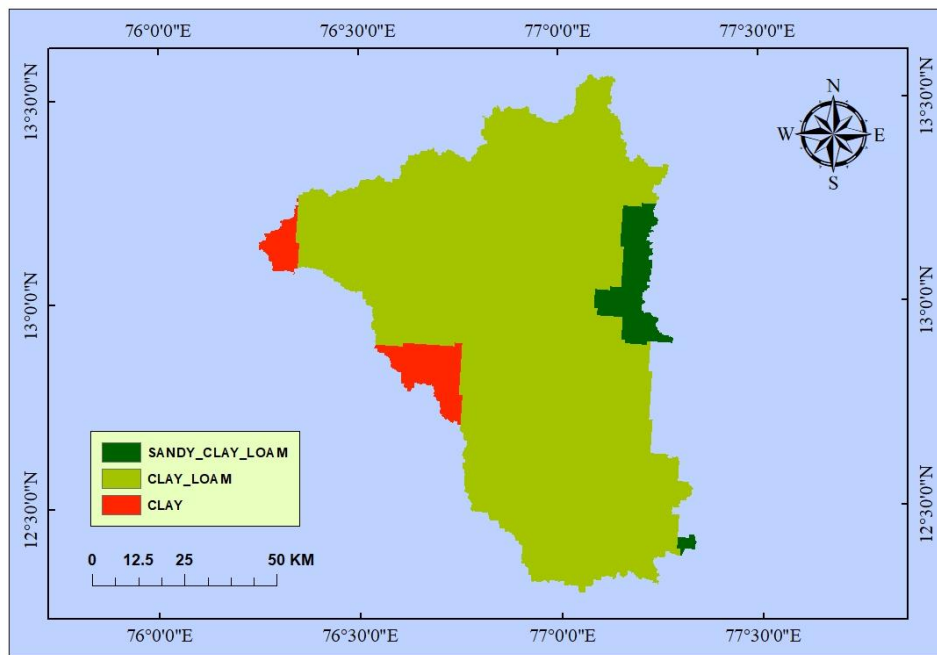 76°0'0"E 76°30'0"E 77°0'0"E 77°30'0"E
13°30'0"N 13°30'0"N
N
W E
S
13°0'0"N 13°0'0"N
SANDY_CLAY_LOAM
CLAY_LOAM
CLAY
12°30'0"N 12°30'0"N
0 12.5 25 50 KM
76°0'0"E 76°30'0"E 77°0'0"E 77°30'0"E